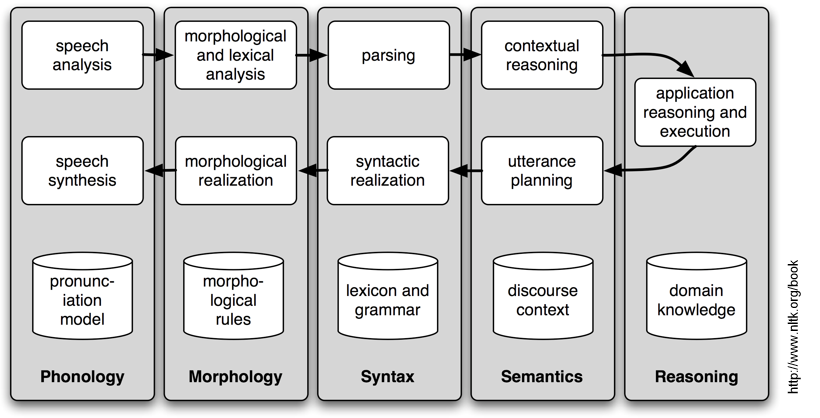 speech
analysis
morphological
and lexical
analysis
parsing
contextual
reasoning
application
reasoning and
execution
speech
synthesis
morphological
realization
syntactic
realization
utterance
planning
pronunc-
iation
model
morpho-
logical
rules
lexicon and
grammar
discourse
context
domain
knowledge
Phonology
Morphology
Syntax
Semantics
Reasoning
http://www.nltk.org/book